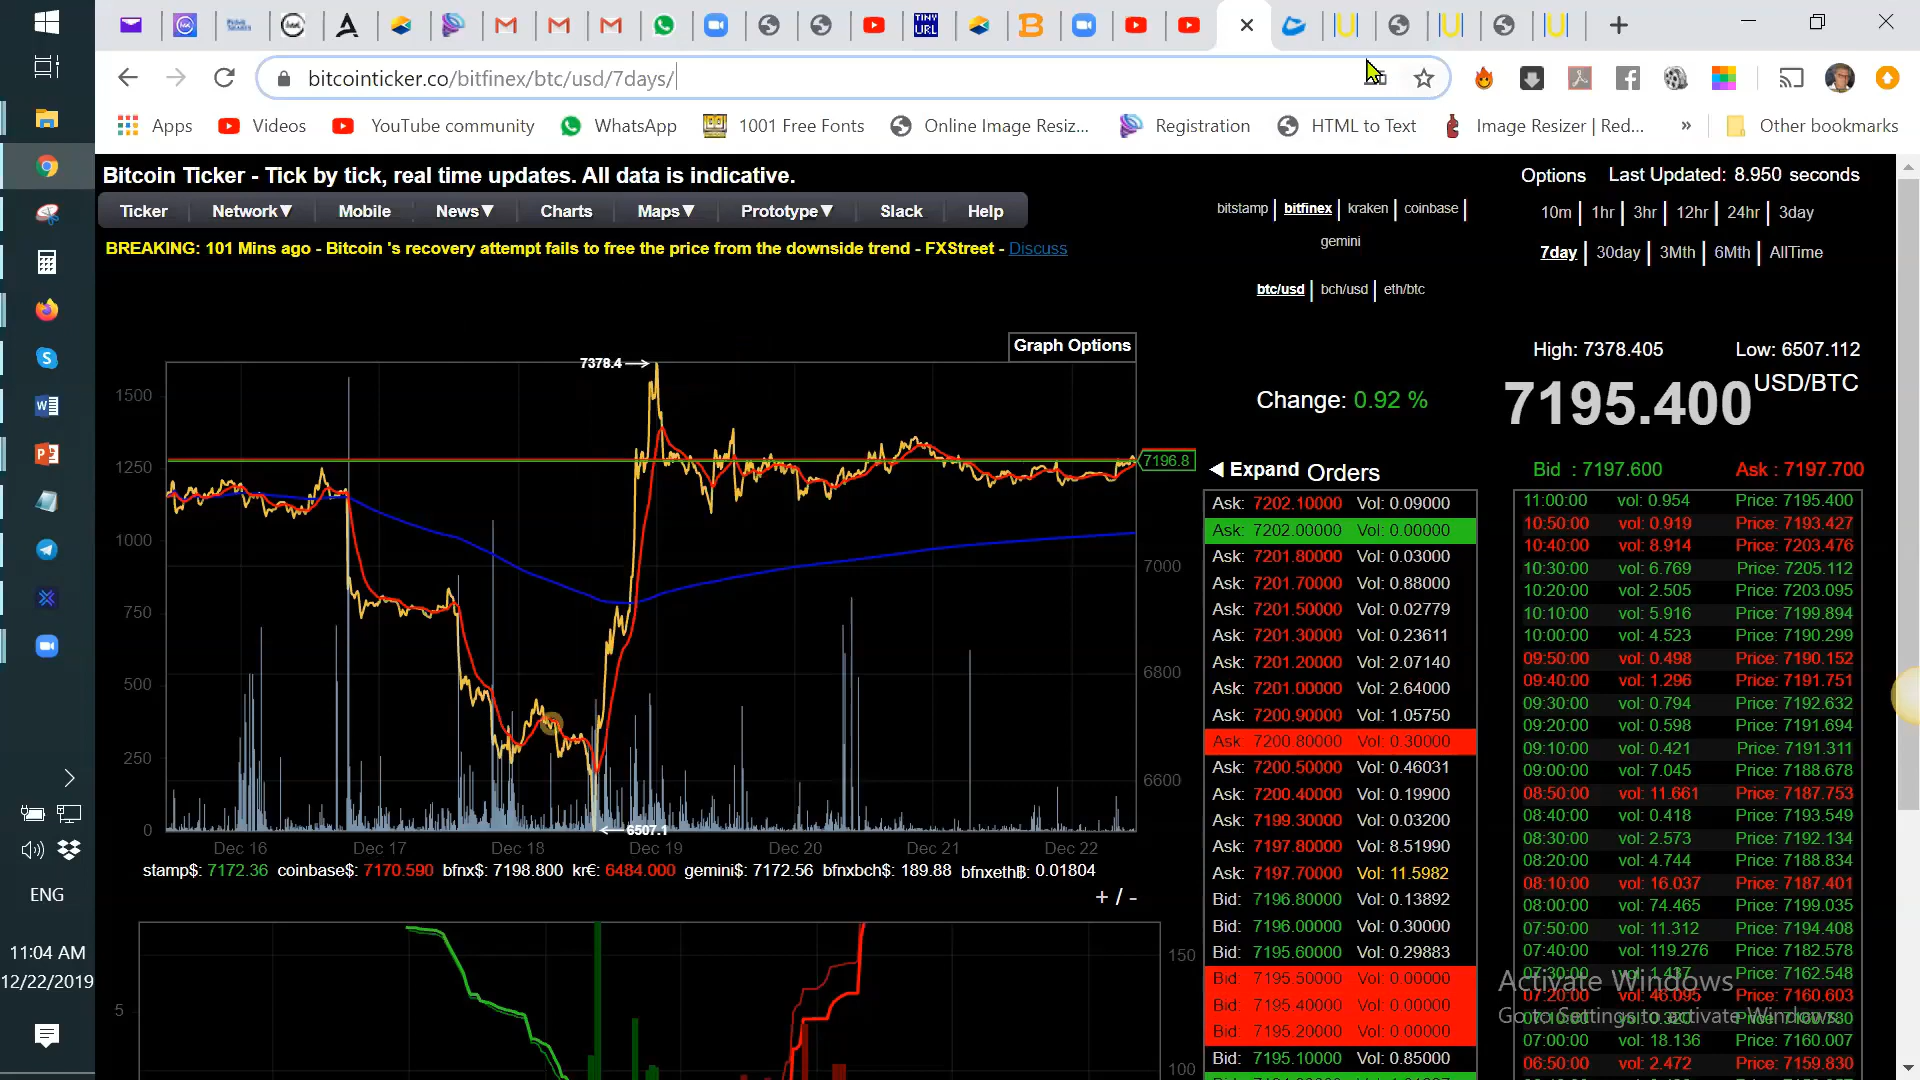 TINY
URL
bitcointicker.co/bitfinex/btc/usd/7days/
Apps Videos YouTube community WhatsApp 1001 Free Fonts Online Image Resiz... Registration HTML to Text Image Resizer | Red... » Other bookmarks
Bitcoin Ticker - Tick by tick, real time updates. All data is indicative.
Ticker Network▼ Mobile News▼ Charts Maps▼ Prototype▼ Slack Help
BREAKING: 101 Mins ago - Bitcoin 's recovery attempt fails to free the price from the downside trend - FXStreet - Discuss
bitstamp | bitfinex | kraken | coinbase |
gemini
btc/usd | bch/usd | eth/btc
Options Last Updated: 8.950 seconds
10m | 1hr | 3hr | 12hr | 24hr | 3day
7day | 30day | 3Mth | 6Mth | AllTime
High: 7378.405 Low: 6507.112
Change: 0.92 % 7195.400 USD/BTC
Bid : 7197.600 Ask : 7197.700
Graph Options
7378.4
1500
1250
1000
750
500
250
0
7196.8
7000
6800
6600
6507.1
Dec 16 Dec 17 Dec 18 Dec 19 Dec 20 Dec 21 Dec 22
stamp$: 7172.36 coinbase$: 7170.590 bfnx$: 7198.800 kr€: 6484.000 gemini$: 7172.56 bfnxbch$: 189.88 bfnxethB: 0.01804
+ / -
150
5
100
Expand Orders
Ask: 7202.10000 Vol: 0.09000
Ask: 7202.00000 Vol: 0.00000
Ask: 7201.80000 Vol: 0.03000
Ask: 7201.70000 Vol: 0.88000
Ask: 7201.50000 Vol: 0.02779
Ask: 7201.30000 Vol: 0.23611
Ask: 7201.20000 Vol: 2.07140
Ask: 7201.00000 Vol: 2.64000
Ask: 7200.90000 Vol: 1.05750
Ask: 7200.80000 Vol: 0.30000
Ask: 7200.50000 Vol: 0.46031
Ask: 7200.40000 Vol: 0.19900
Ask: 7199.30000 Vol: 0.03200
Ask: 7197.80000 Vol: 8.51990
Ask: 7197.70000 Vol: 11.5982
Bid: 7196.80000 Vol: 0.13892
Bid: 7196.00000 Vol: 0.30000
Bid: 7195.60000 Vol: 0.29883
Bid: 7195.50000 Vol: 0.00000
Bid: 7195.40000 Vol: 0.00000
Bid: 7195.20000 Vol: 0.00000
Bid: 7195.10000 Vol: 0.85000
11:00:00 vol: 0.954 Price: 7195.400
10:50:00 vol: 0.919 Price: 7193.427
10:40:00 vol: 8.914 Price: 7203.476
10:30:00 vol: 6.769 Price: 7205.112
10:20:00 vol: 2.505 Price: 7203.095
10:10:00 vol: 5.916 Price: 7199.894
10:00:00 vol: 4.523 Price: 7190.299
09:50:00 vol: 0.498 Price: 7190.152
09:40:00 vol: 1.296 Price: 7191.751
09:30:00 vol: 0.794 Price: 7192.632
09:20:00 vol: 0.598 Price: 7191.694
09:10:00 vol: 0.421 Price: 7191.311
09:00:00 vol: 7.045 Price: 7188.678
08:50:00 vol: 11.661 Price: 7187.753
08:40:00 vol: 0.418 Price: 7193.549
08:30:00 vol: 2.573 Price: 7192.134
08:20:00 vol: 4.744 Price: 7188.834
08:10:00 vol: 16.037 Price: 7187.401
08:00:00 vol: 74.465 Price: 7199.035
07:50:00 vol: 11.312 Price: 7194.408
07:40:00 vol: 119.276 Price: 7182.578
07:30:00 vol: 1.437 Price: 7162.548
07:20:00 vol: 46.095 Price: 7160.603
07:00:00 vol: 18.136 Price: 7160.007
06:50:00 vol: 2.472 Price: 7159.830
Activate Windows
Go to Settings to activate Windows.
ENG
11:04 AM
12/22/2019